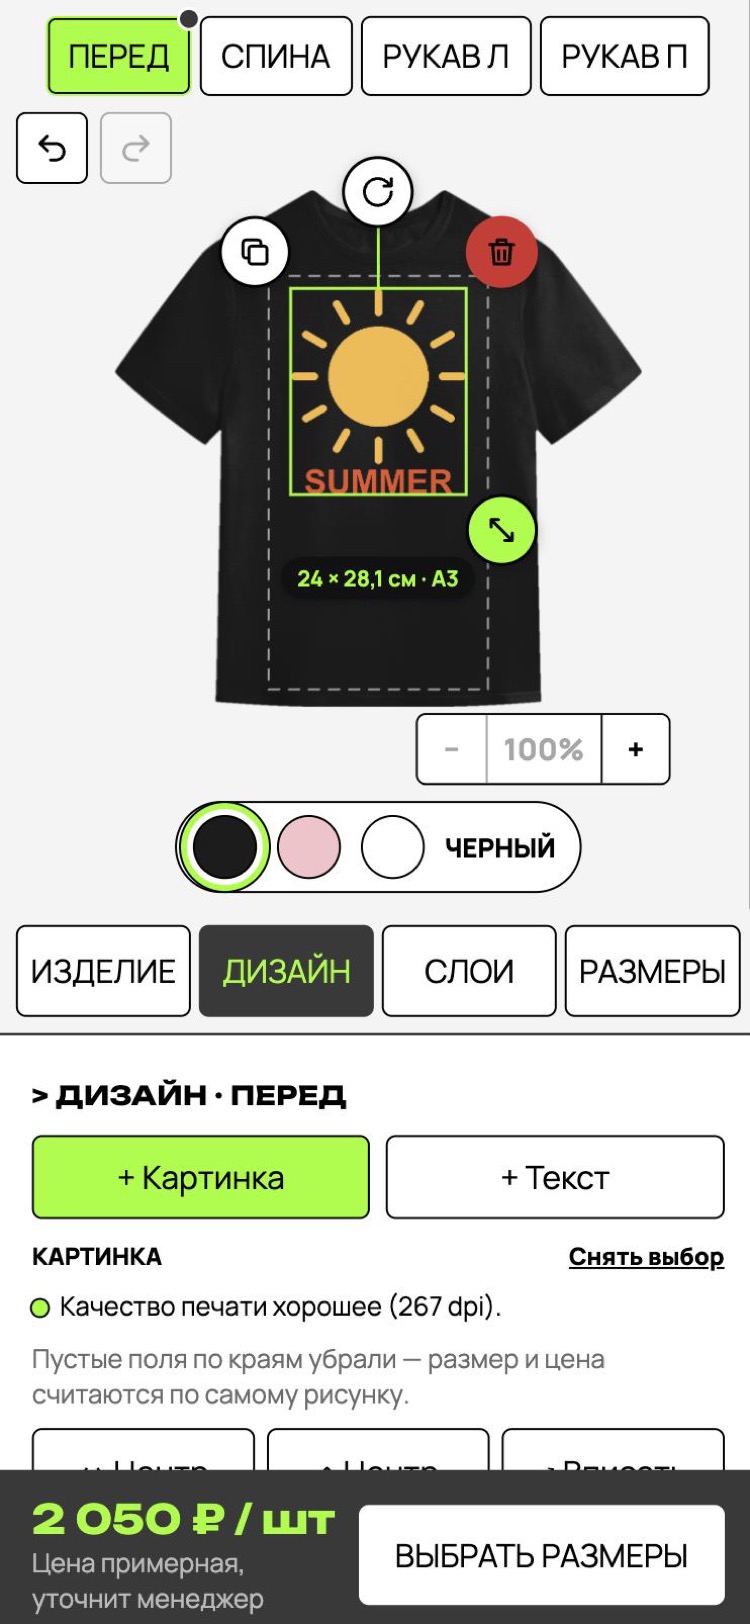 ПЕРЕД
СПИНА
РУКАВ Л
РУКАВ П
SUMMER
24 × 28,1 см · A3
− 100% +
ЧЕРНЫЙ
ИЗДЕЛИЕ
ДИЗАЙН
СЛОИ
РАЗМЕРЫ
> ДИЗАЙН · ПЕРЕД
+ Картинка
+ Текст
КАРТИНКА
Снять выбор
Качество печати хорошее (267 dpi).
Пустые поля по краям убрали — размер и цена
считаются по самому рисунку.
2 050 ₽ / шт
Цена примерная,
уточнит менеджер
ВЫБРАТЬ РАЗМЕРЫ